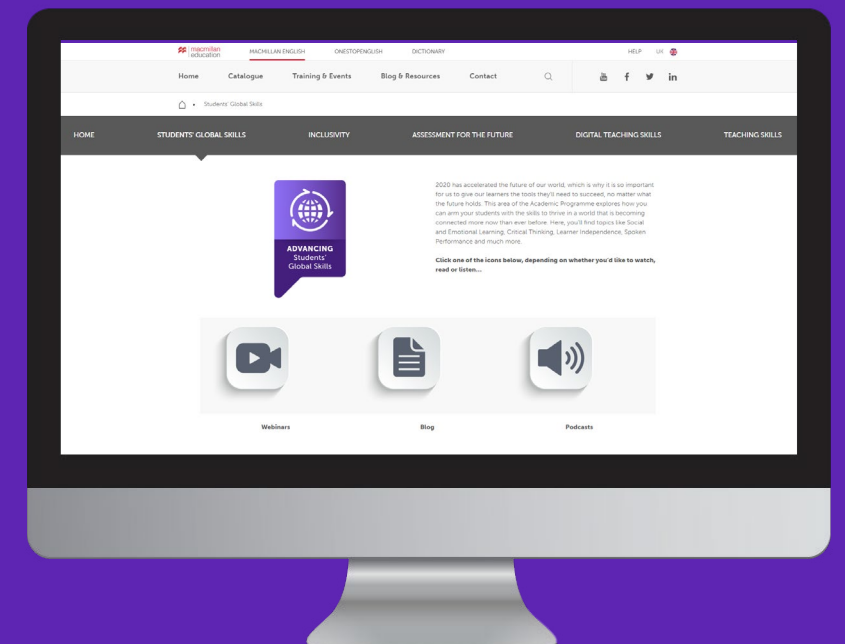 macmillan
education
MACMILLAN ENGLISH ONESTOPENGLISH DICTIONARY HELP UK
Home Catalogue Training & Events Blog & Resources Contact
Students' Global Skills
HOME STUDENTS' GLOBAL SKILLS INCLUSIVITY ASSESSMENT FOR THE FUTURE DIGITAL TEACHING SKILLS TEACHING SKILLS
ADVANCING
Students'
Global Skills
2020 has accelerated the future of our world, which is why it is so important
for us to give our learners the tools they'll need to succeed, no matter what
the future holds. This area of the Academic Programme explores how you
can arm your students with the skills to thrive in a world that is becoming
connected more now than ever before. Here, you'll find topics like Social
and Emotional Learning, Critical Thinking, Learner Independence, Spoken
Performance and much more.
Click one of the icons below, depending on whether you'd like to watch,
read or listen...
Webinars Blog Podcasts